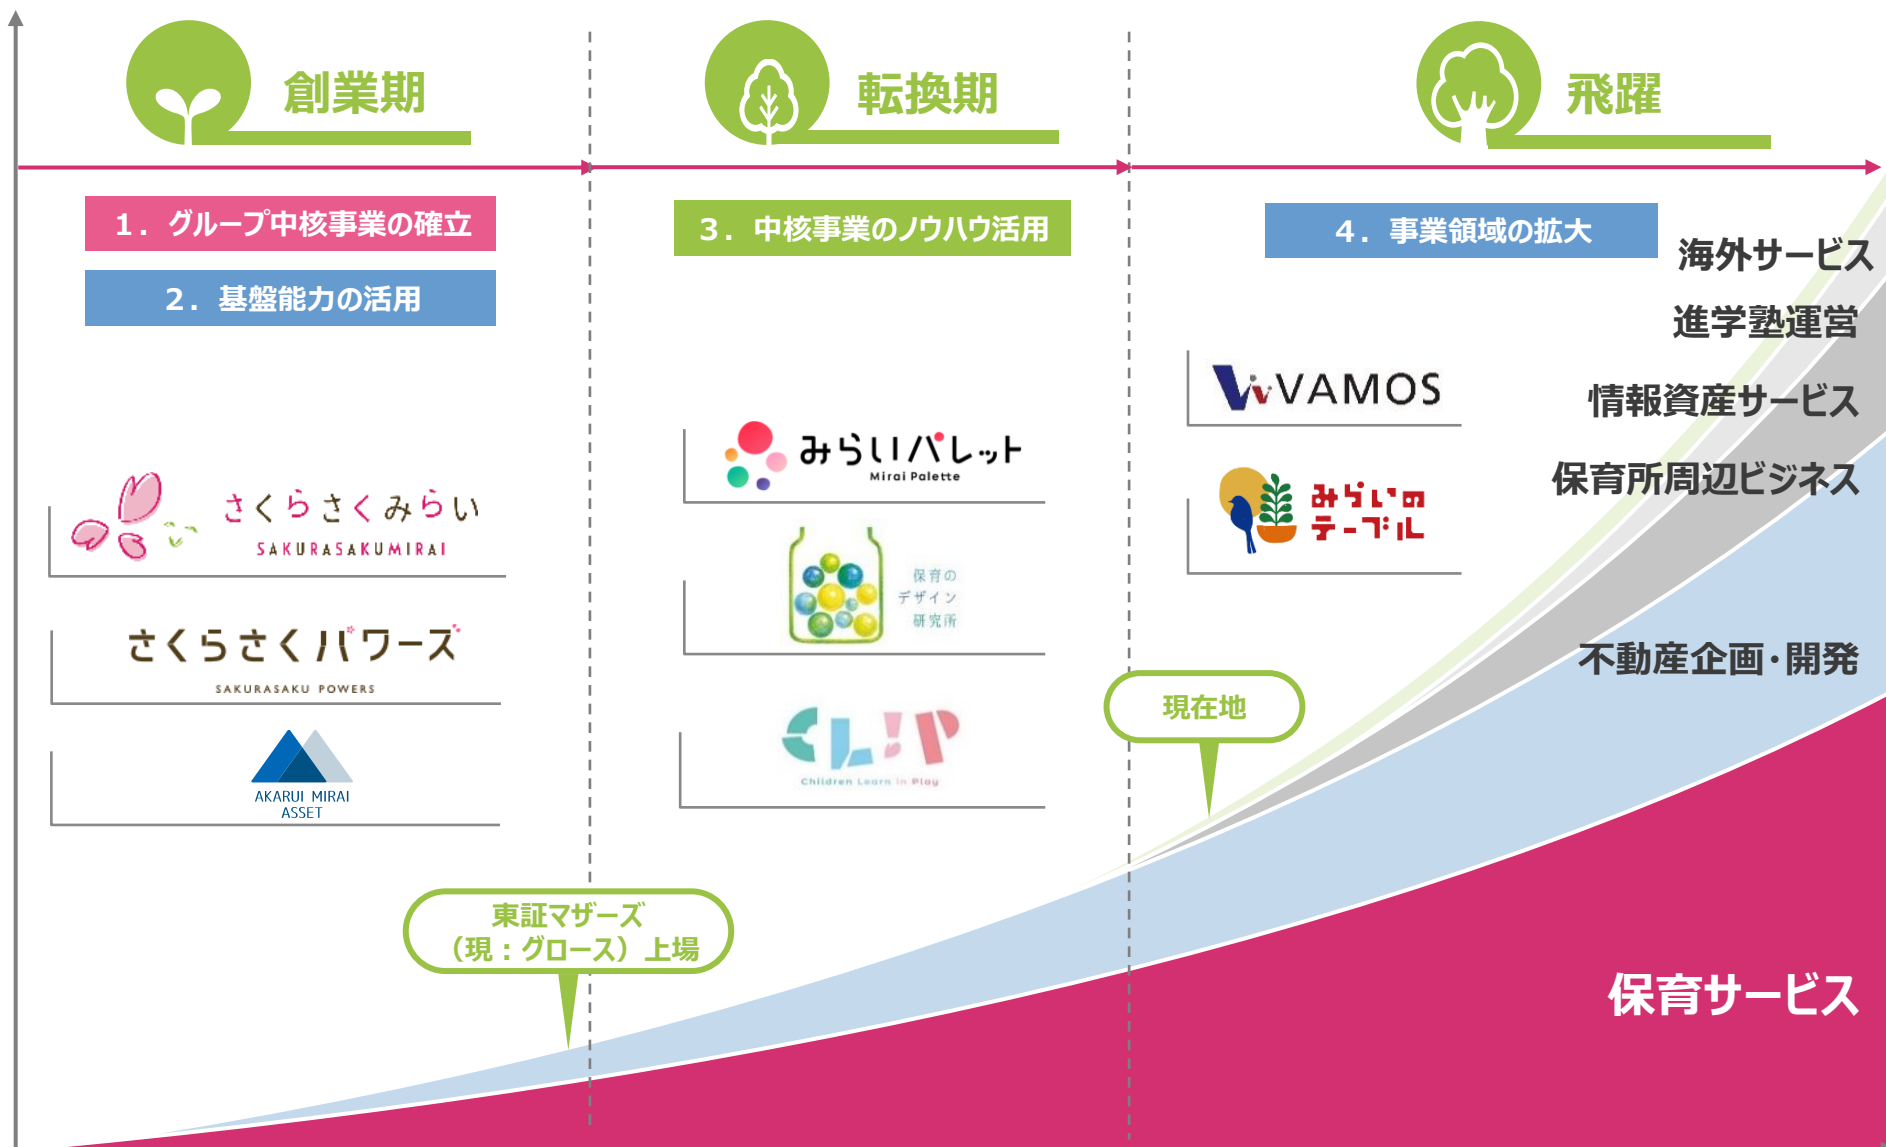 創業期
転換期
飛躍
1．グループ中核事業の確立
2．基盤能力の活用
3．中核事業のノウハウ活用
4．事業領域の拡大
さくらさくみらい
SAKURASAKUMIRAI
さくらさくパワーズ
SAKURASAKU POWERS
AKARUI MIRAI
ASSET
みらいパレット
Mirai Palette
保育の
デザイン
研究所
CL!P
Children Learn in Play
VAMOS
みらいの
テーブル
海外サービス
進学塾運営
情報資産サービス
保育所周辺ビジネス
不動産企画・開発
保育サービス
現在地
東証マザーズ
（現：グロース）上場